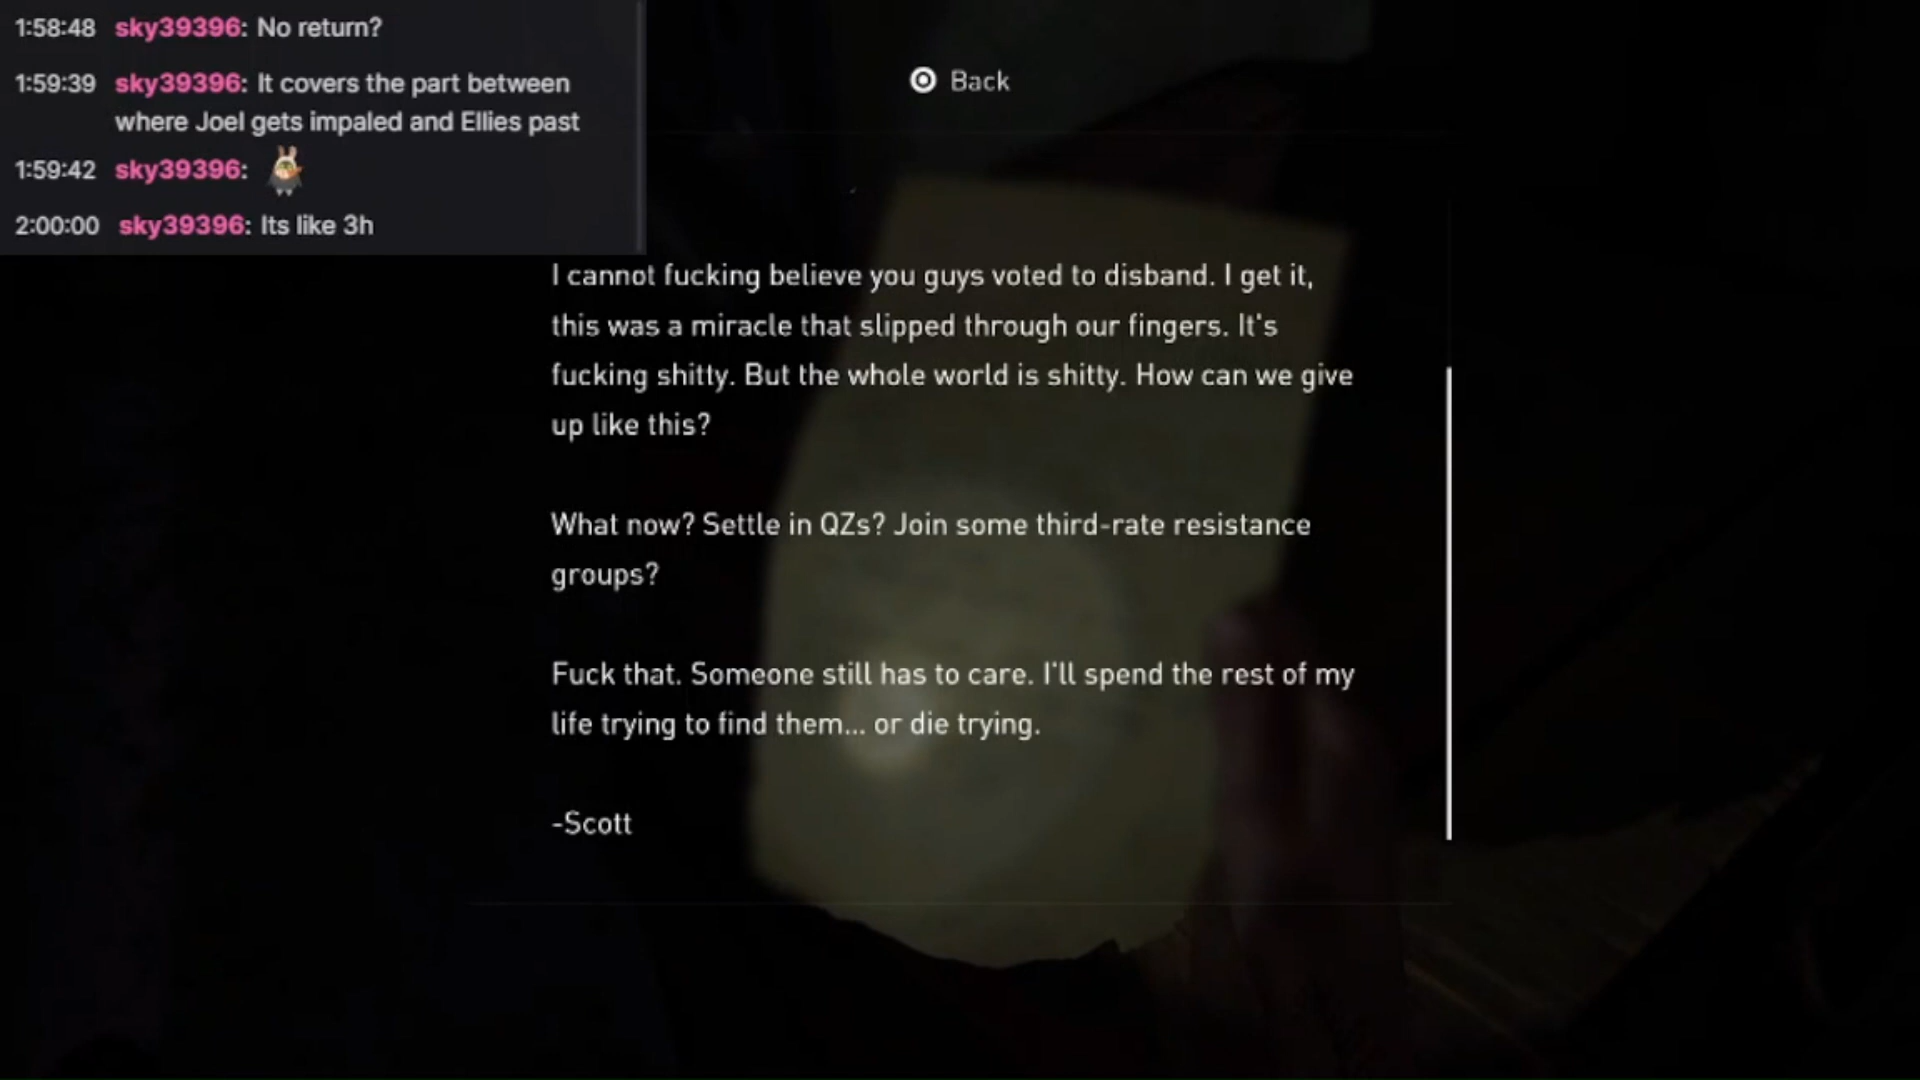 1:58:48 sky39396: No return?
1:59:39 sky39396: It covers the part between
where Joel gets impaled and Ellies past
1:59:42 sky39396:
2:00:00 sky39396: Its like 3h
Back
I cannot fucking believe you guys voted to disband. I get it,
this was a miracle that slipped through our fingers. It's
fucking shitty. But the whole world is shitty. How can we give
up like this?
What now? Settle in QZs? Join some third-rate resistance
groups?
Fuck that. Someone still has to care. I'll spend the rest of my
life trying to find them... or die trying.
-Scott